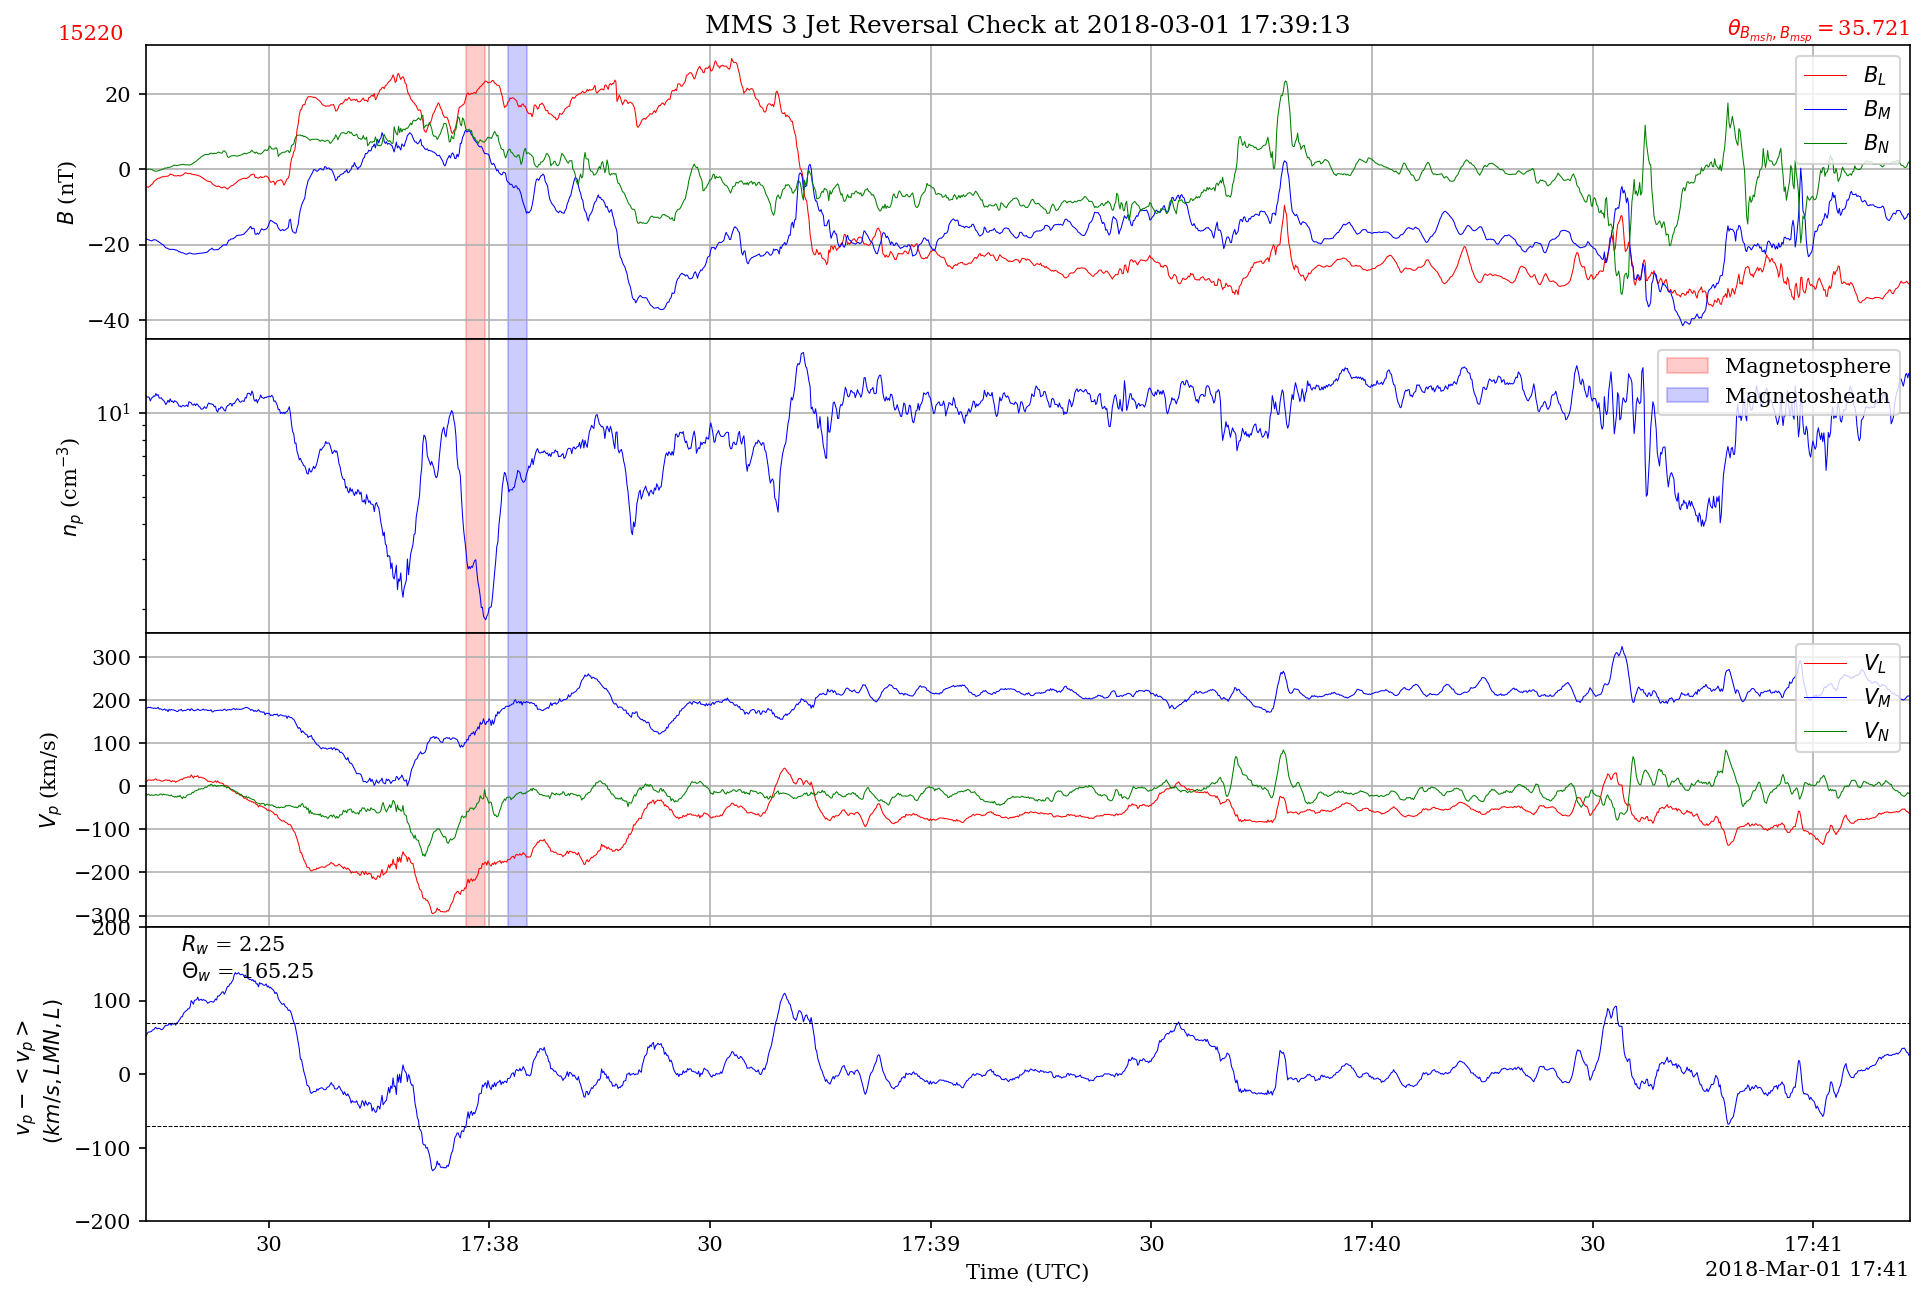 MMS 3 Jet Reversal Check at 2018-03-01 17:39:13
15220
θ_{B_{msh}, B_{msp}} = 35.721
20
0
−20
−40
B (nT)
B_L
B_M
B_N
10^1
n_p (cm^{−3})
Magnetosphere
Magnetosheath
300
200
100
0
−100
−200
−300
V_p (km/s)
V_L
V_M
V_N
200
100
0
−100
−200
v_p − <v_p>
(km/s, LMN, L)
R_w = 2.25
Θ_w = 165.25
30
17:38
30
17:39
30
17:40
30
17:41
Time (UTC)
2018-Mar-01 17:41